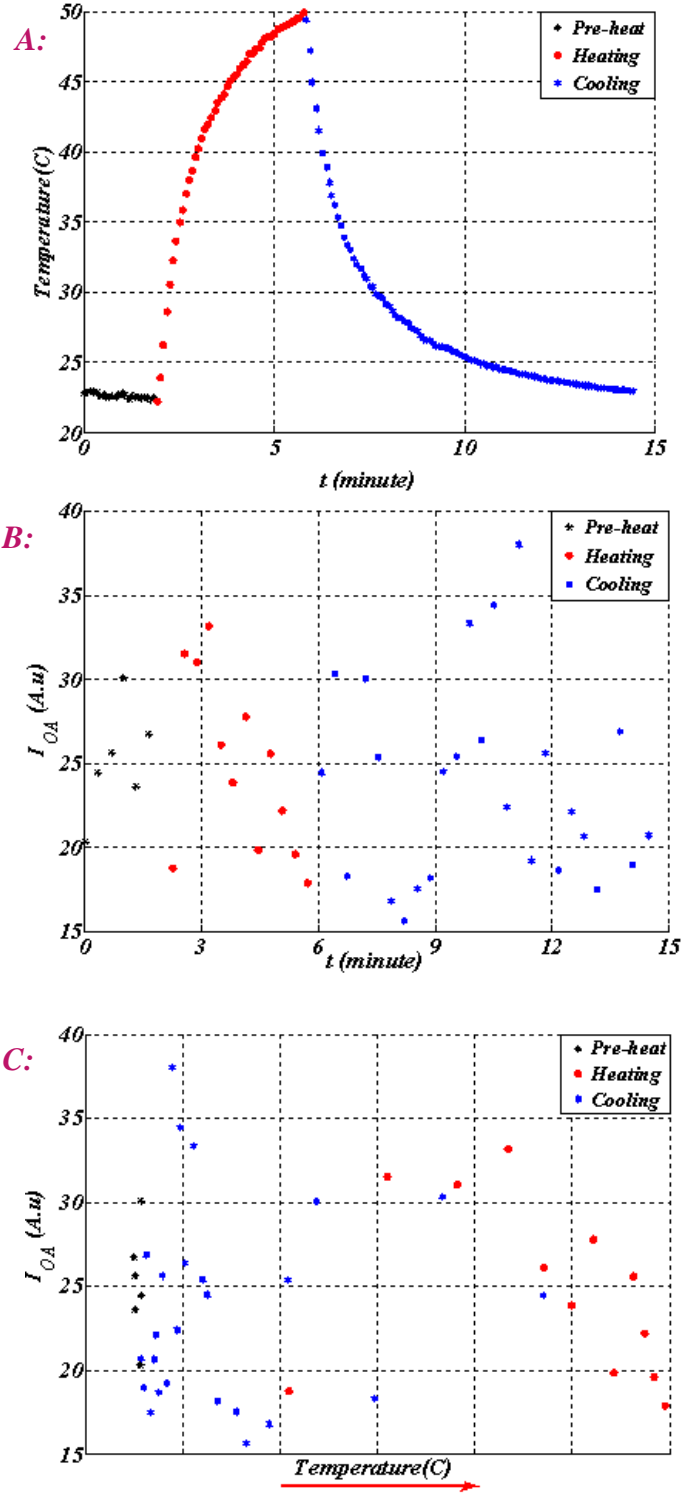 A:
50
45
40
35
30
25
20
Temperature(C)
Pre-heat
Heating
Cooling
0 5 10 15
t (minute)
B:
40
35
30
25
20
15
I_OA (A.u)
Pre-heat
Heating
Cooling
0 3 6 9 12 15
t (minute)
C:
40
35
30
25
20
15
I_OA (A.u)
Pre-heat
Heating
Cooling
Temperature(C)